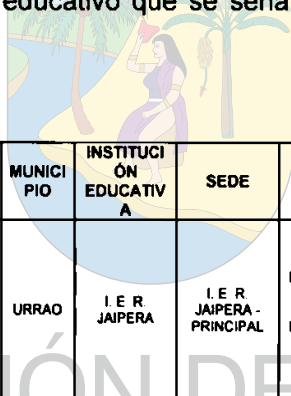 educativo que se seña
MUNICI
PIO
INSTITUCI
ÓN
EDUCATIV
A
SEDE
URRAO
I. E. R.
JAIPERA
I. E. R.
JAIPERA -
PRINCIPAL
IÓN DE